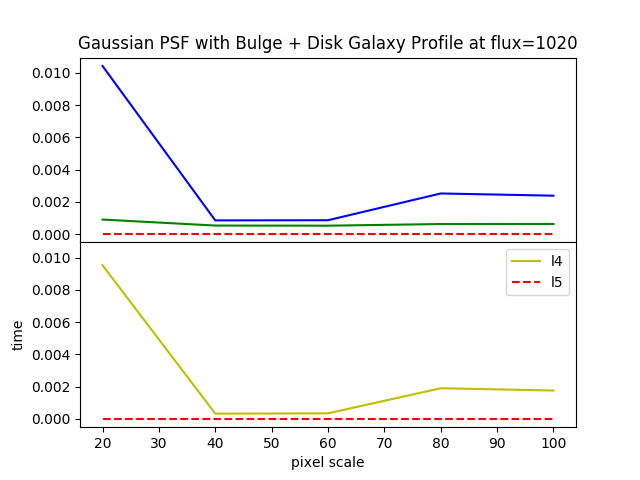 Gaussian PSF with Bulge + Disk Galaxy Profile at flux=1020
0.010
0.008
0.006
0.004
0.002
0.000
0.010
0.008
0.006
0.004
0.002
0.000
time
l4
l5
20 30 40 50 60 70 80 90 100
pixel scale